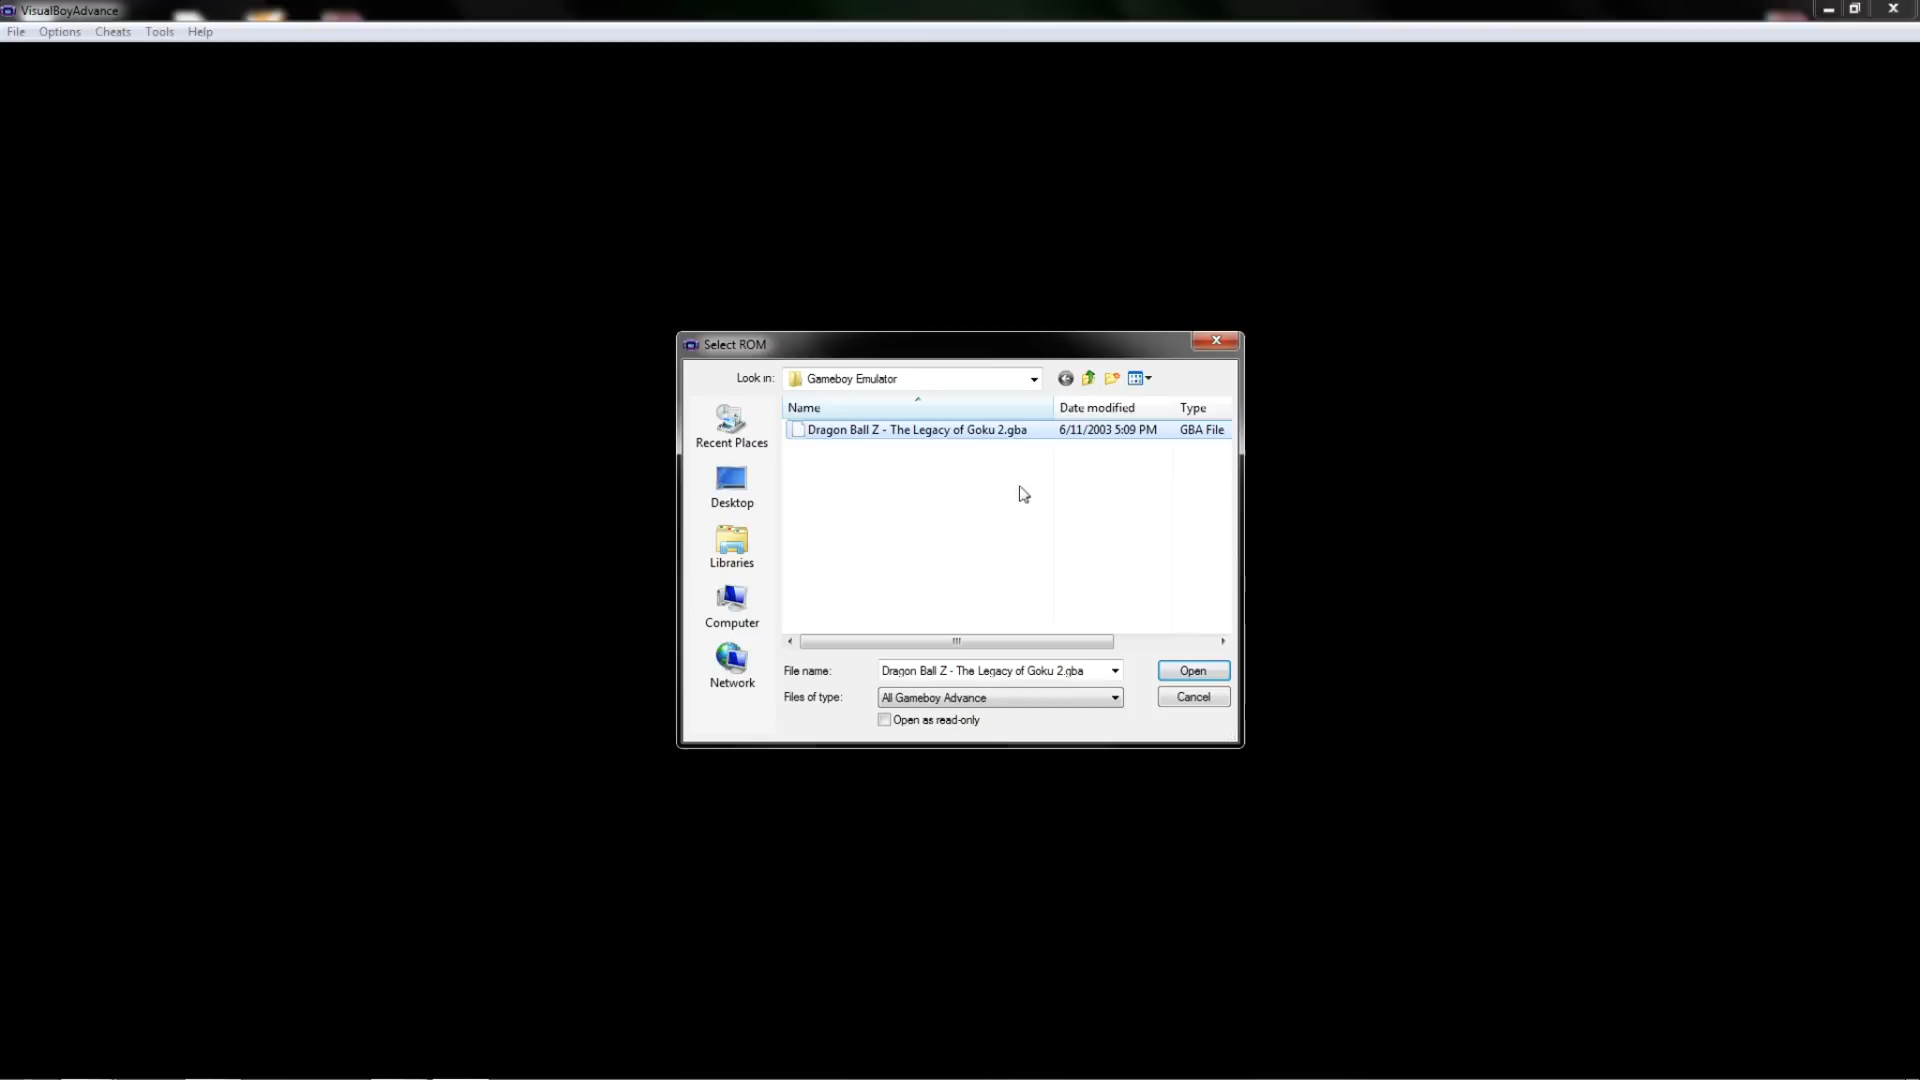 VisualBoyAdvance
File Options Cheats Tools Help
Select ROM
Look in: Gameboy Emulator
Name Date modified Type
Dragon Ball Z - The Legacy of Goku 2.gba 6/11/2003 5:09 PM GBA File
Recent Places
Desktop
Libraries
Computer
Network
File name: Dragon Ball Z - The Legacy of Goku 2.gba Open
Files of type: All Gameboy Advance Cancel
Open as read-only